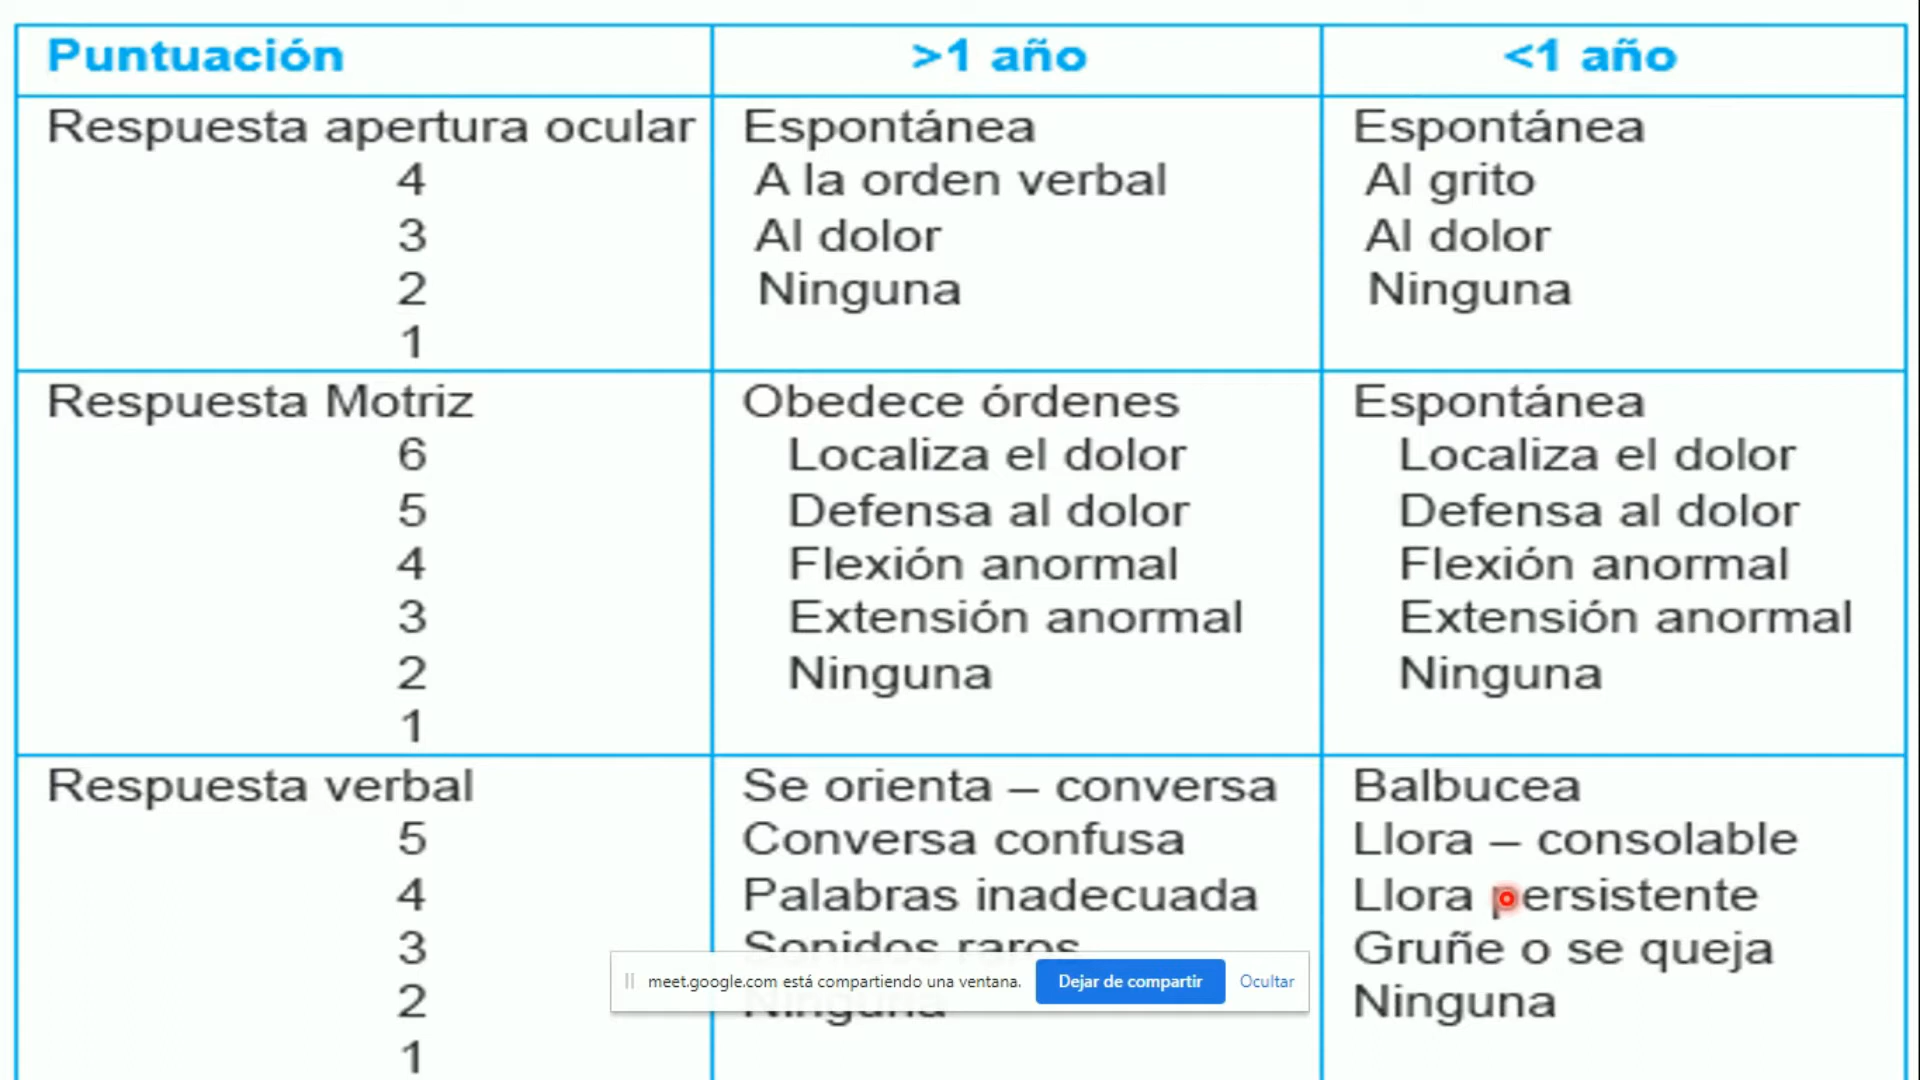 Puntuación >1 año <1 año
Respuesta apertura ocular Espontánea Espontánea
4 A la orden verbal Al grito
3 Al dolor Al dolor
2 Ninguna Ninguna
1
Respuesta Motriz Obedece órdenes Espontánea
6 Localiza el dolor Localiza el dolor
5 Defensa al dolor Defensa al dolor
4 Flexión anormal Flexión anormal
3 Extensión anormal Extensión anormal
2 Ninguna Ninguna
1
Respuesta verbal Se orienta – conversa Balbucea
5 Conversa confusa Llora – consolable
4 Palabras inadecuada Llora persistente
3 Sonidos raros Gruñe o se queja
2 Ninguna Ninguna
1
meet.google.com está compartiendo una ventana. Dejar de compartir Ocultar